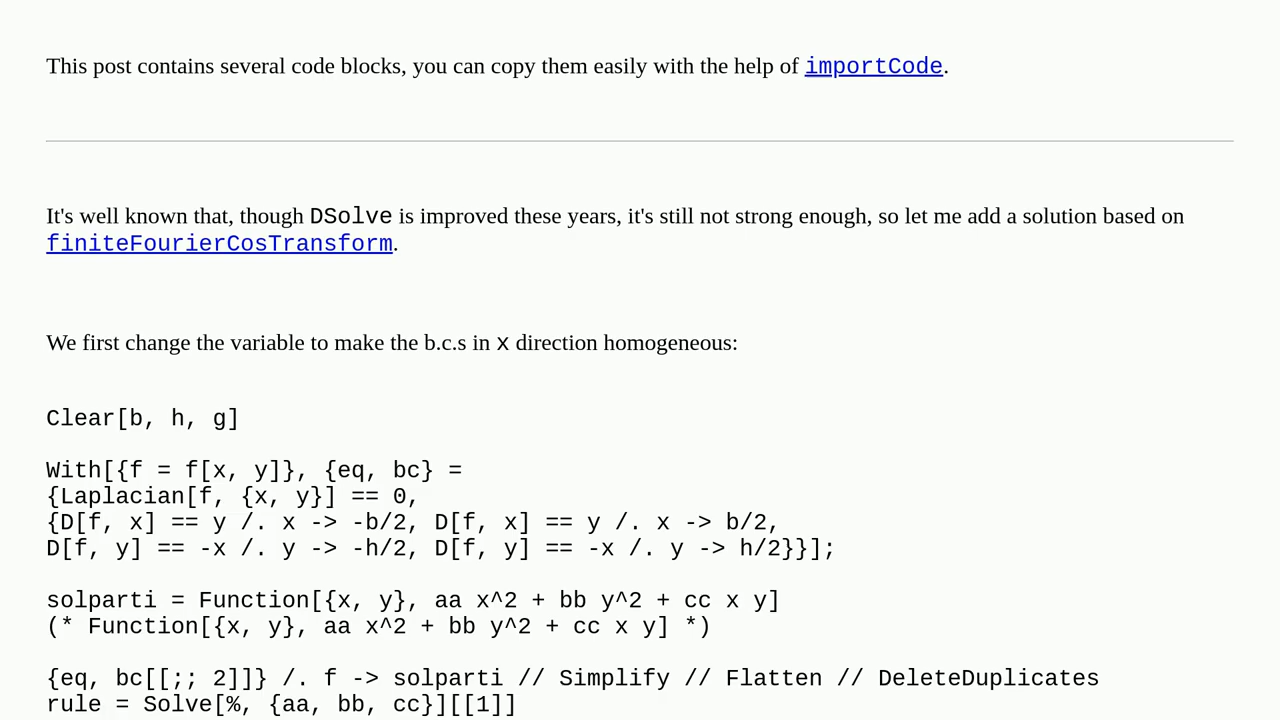 This post contains several code blocks, you can copy them easily with the help of importCode.
It's well known that, though DSolve is improved these years, it's still not strong enough, so let me add a solution based on
finiteFourierCosTransform.
We first change the variable to make the b.c.s in x direction homogeneous:
Clear[b, h, g]
With[{f = f[x, y]}, {eq, bc} =
{Laplacian[f, {x, y}] == 0,
{D[f, x] == y /. x -> -b/2, D[f, x] == y /. x -> b/2,
D[f, y] == -x /. y -> -h/2, D[f, y] == -x /. y -> h/2}}];
solparti = Function[{x, y}, aa x^2 + bb y^2 + cc x y]
(* Function[{x, y}, aa x^2 + bb y^2 + cc x y] *)
{eq, bc[[;; 2]]} /. f -> solparti // Simplify // Flatten // DeleteDuplicates
rule = Solve[%, {aa, bb, cc}][[1]]